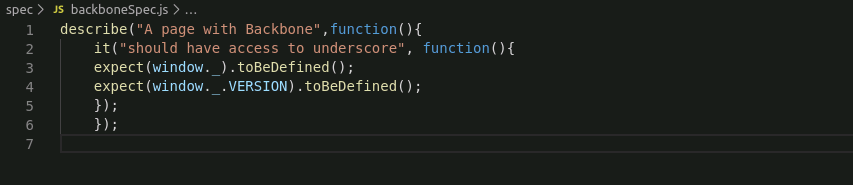 spec > JS backboneSpec.js > ...
1 describe("A page with Backbone",function(){
2     it("should have access to underscore", function(){
3     expect(window._).toBeDefined();
4     expect(window._.VERSION).toBeDefined();
5     });
6     });
7